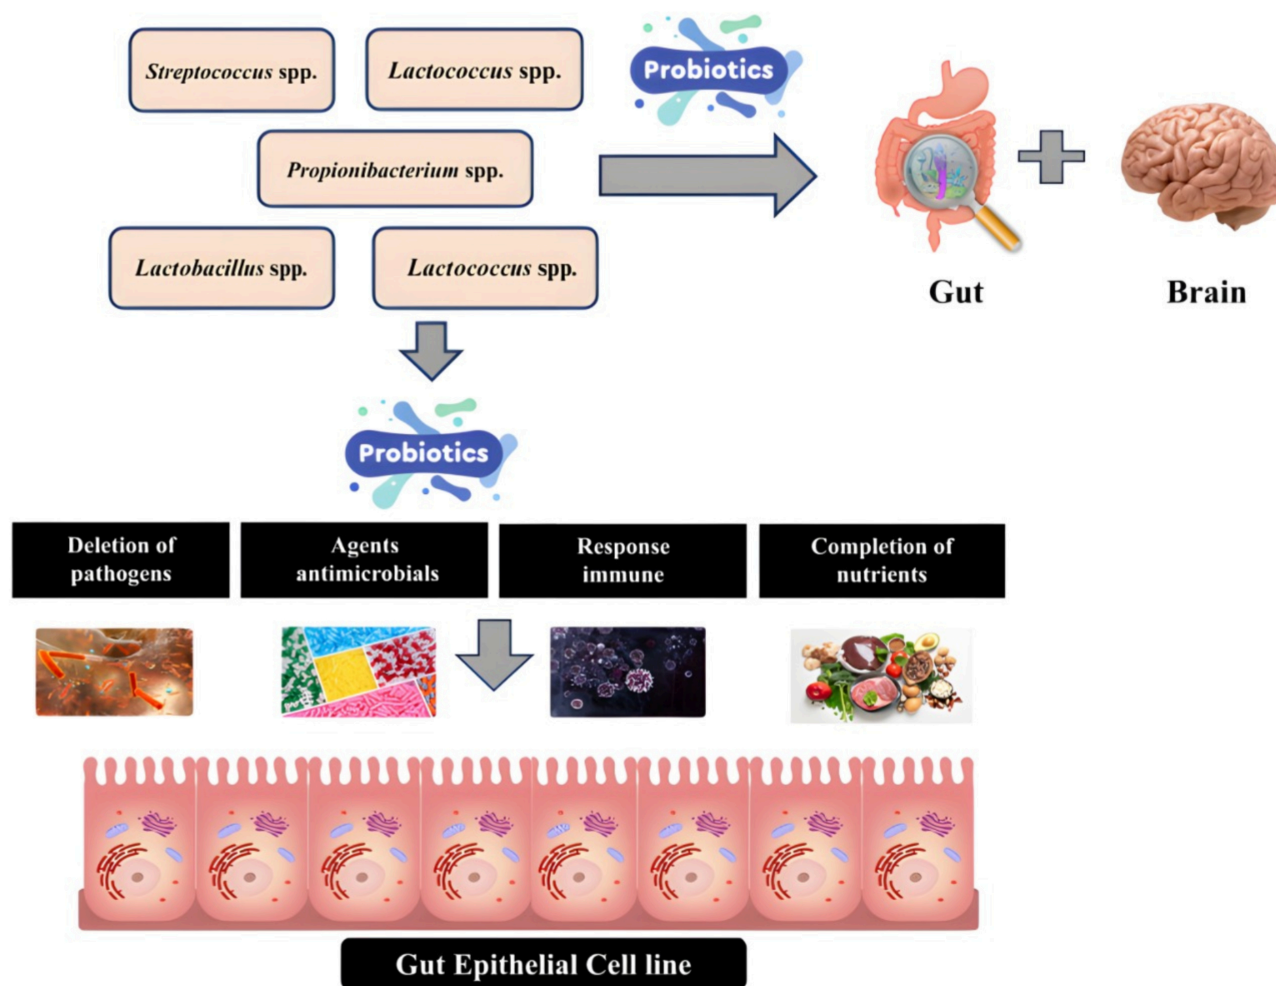 Streptococcus spp.
Lactococcus spp.
Probiotics
Propionibacterium spp.
Lactobacillus spp.
Lactococcus spp.
Gut
Brain
Probiotics
Deletion of
pathogens
Agents
antimicrobials
Response
immune
Completion of
nutrients
Gut Epithelial Cell line